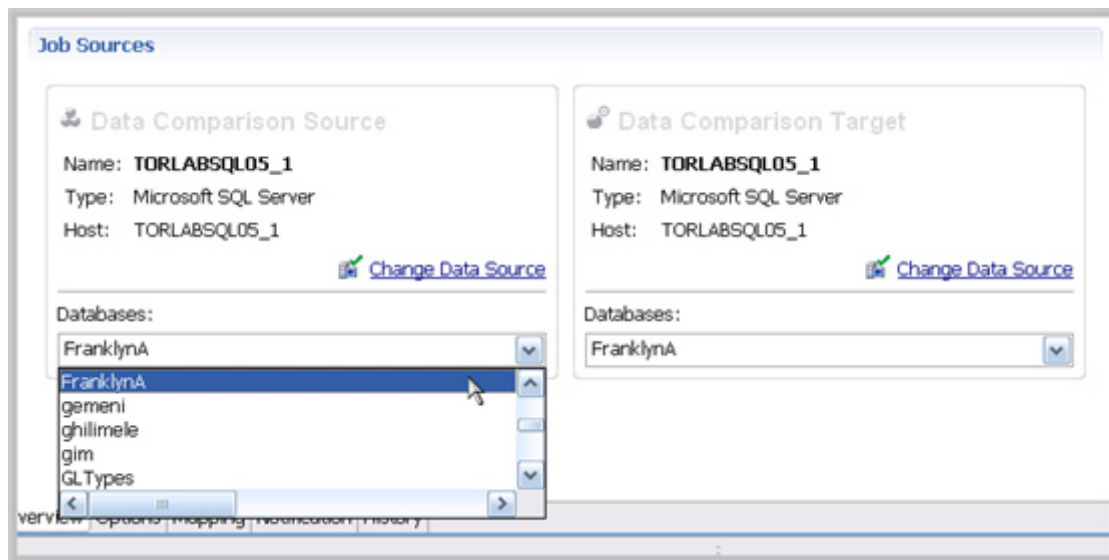 Job Sources
Data Comparison Source
Name: TORLABSQL05_1
Type: Microsoft SQL Server
Host: TORLABSQL05_1
Change Data Source
Databases:
FranklynA
FranklynA
gemeni
ghilimele
gim
GLTypes
Data Comparison Target
Name: TORLABSQL05_1
Type: Microsoft SQL Server
Host: TORLABSQL05_1
Change Data Source
Databases:
FranklynA
verview Options Mapping Notification History